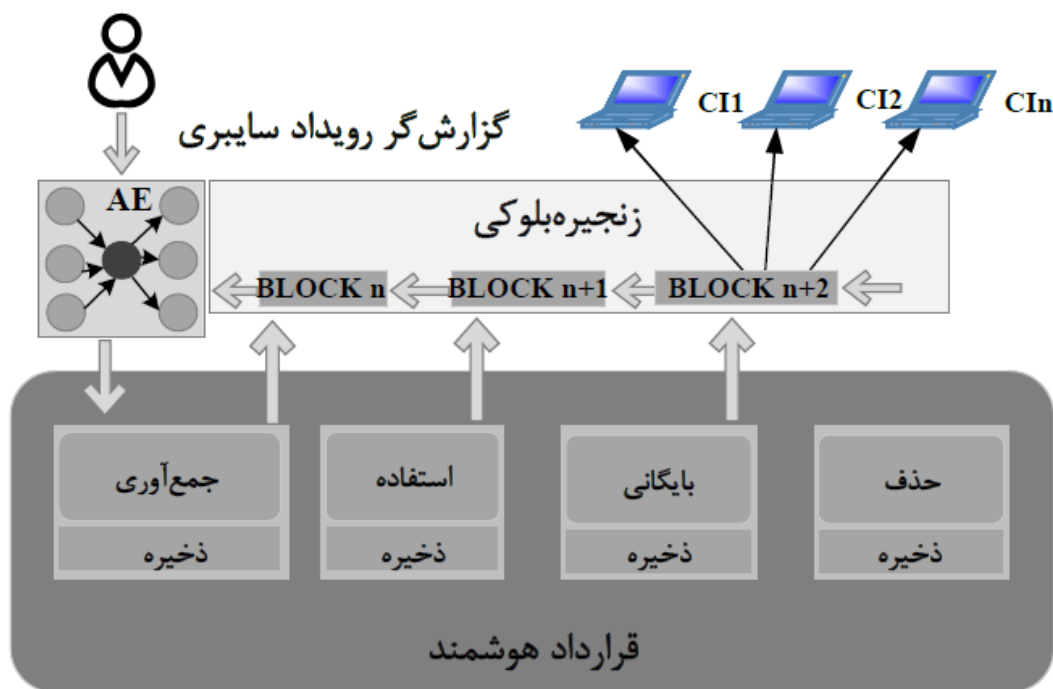 CI1
CI2
CIn
گزارش‌گر رویداد سایبری
AE
زنجیره‌بلوکی
BLOCK n
BLOCK n+1
BLOCK n+2
جمع‌آوری
ذخیره
استفاده
ذخیره
بایگانی
ذخیره
حذف
ذخیره
قرارداد هوشمند